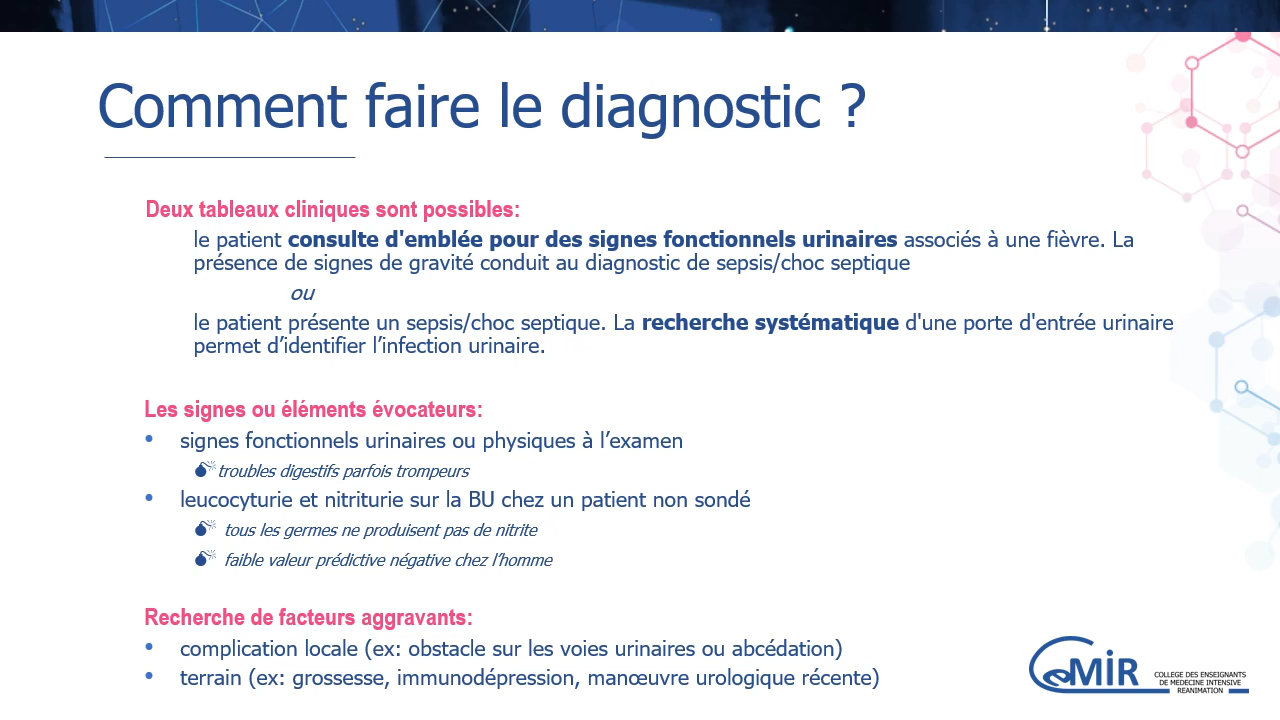 Comment faire le diagnostic ?
Deux tableaux cliniques sont possibles:
le patient consulte d'emblée pour des signes fonctionnels urinaires associés à une fièvre. La
présence de signes de gravité conduit au diagnostic de sepsis/choc septique
ou
le patient présente un sepsis/choc septique. La recherche systématique d'une porte d'entrée urinaire
permet d’identifier l’infection urinaire.
Les signes ou éléments évocateurs:
• signes fonctionnels urinaires ou physiques à l’examen
troubles digestifs parfois trompeurs
• leucocyturie et nitriturie sur la BU chez un patient non sondé
tous les germes ne produisent pas de nitrite
faible valeur prédictive négative chez l’homme
Recherche de facteurs aggravants:
• complication locale (ex: obstacle sur les voies urinaires ou abcédation)
• terrain (ex: grossesse, immunodépression, manœuvre urologique récente)
CeMIR
COLLEGE DES ENSEIGNANTS
DE MEDECINE INTENSIVE
REANIMATION